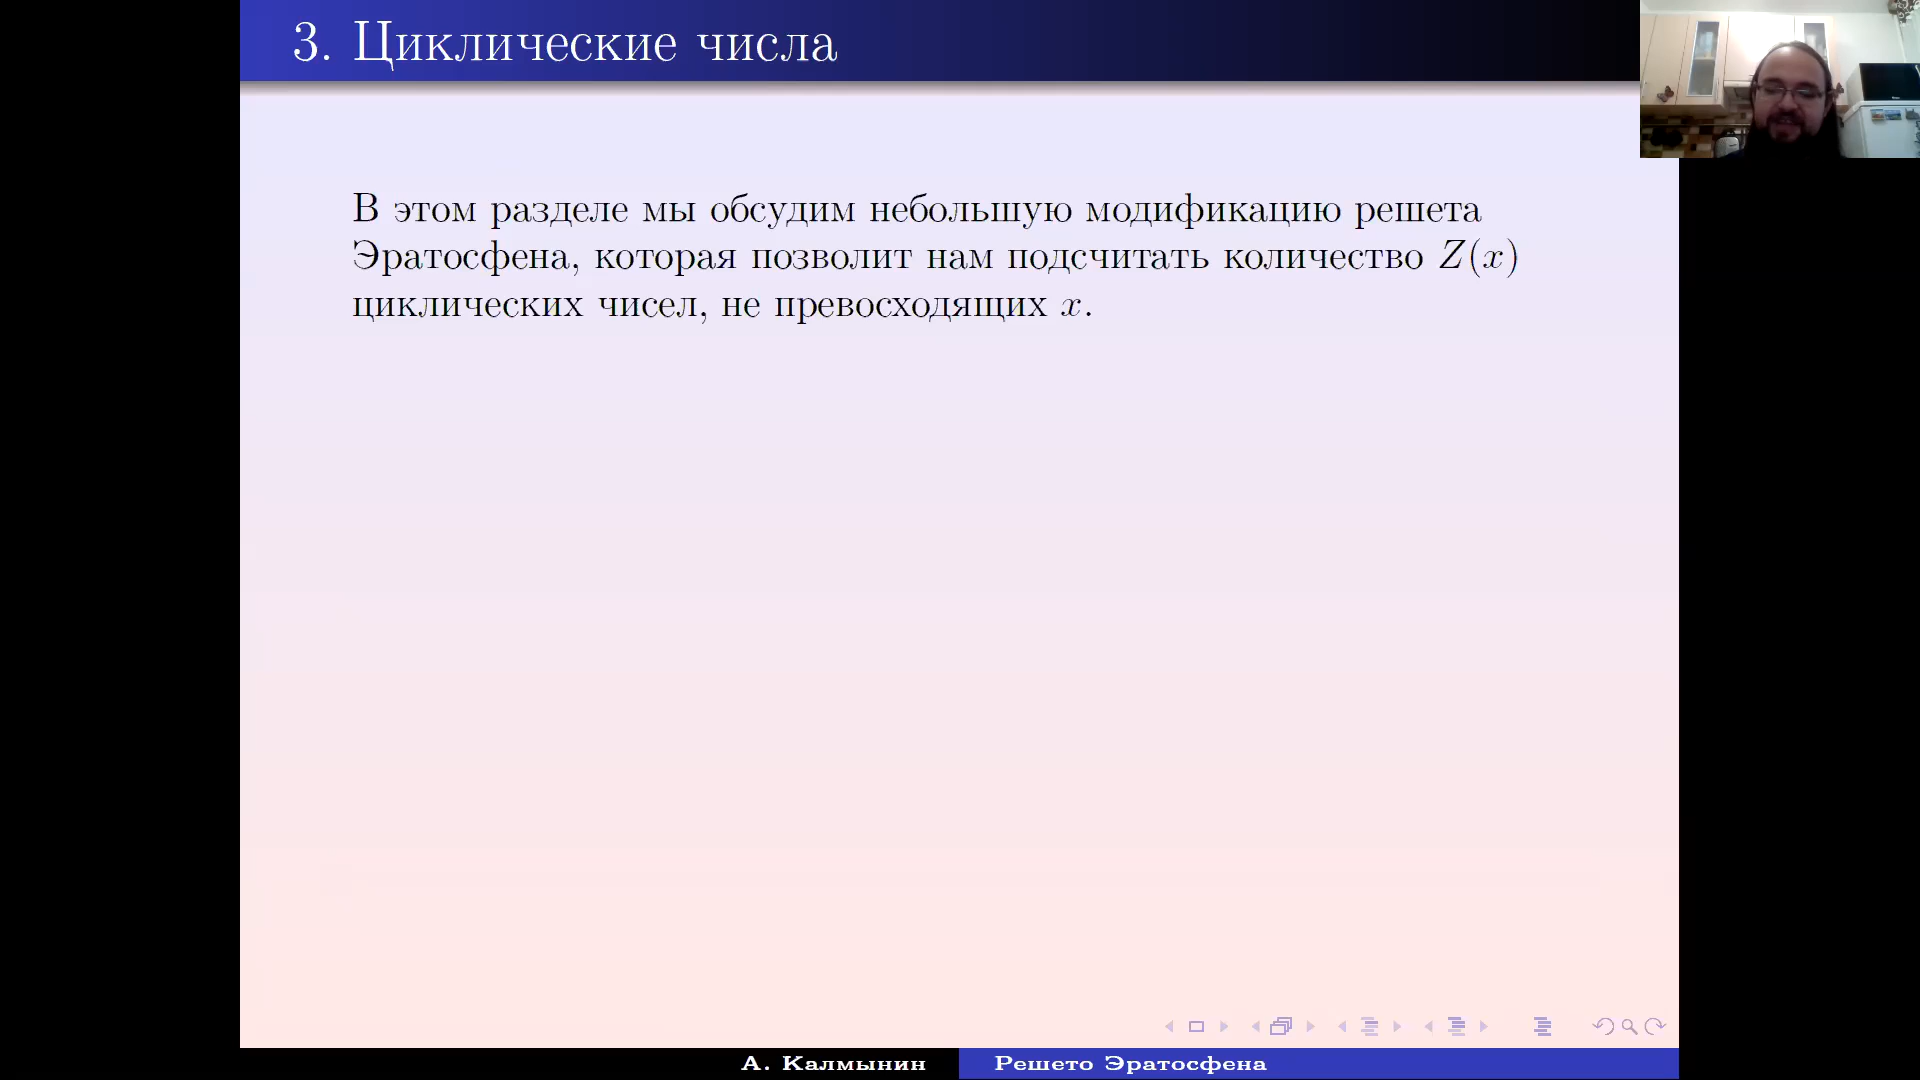 3. Циклические числа
В этом разделе мы обсудим небольшую модификацию решета
Эратосфена, которая позволит нам подсчитать количество Z(x)
циклических чисел, не превосходящих x.
А. Калмынин
Решето Эратосфена